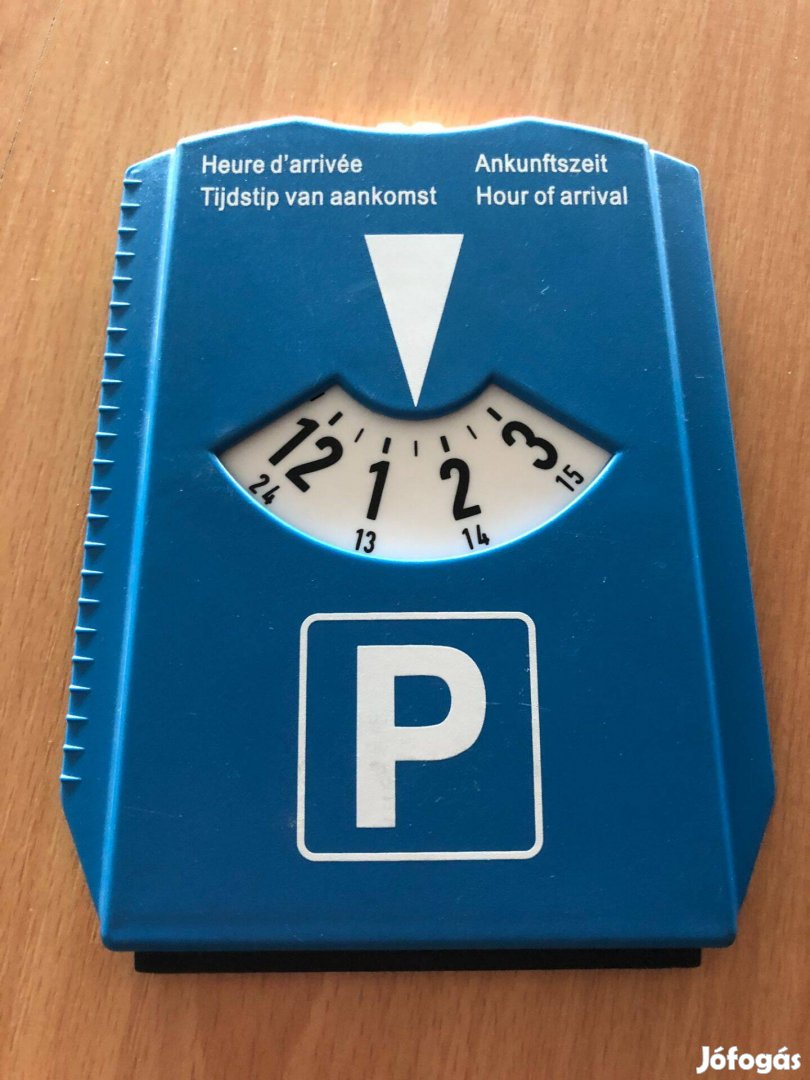 Heure d'arrivée
Tijdstip van aankomst
Ankunftszeit
Hour of arrival
12 1 2 3
24 13 14 15
P
Jófogás